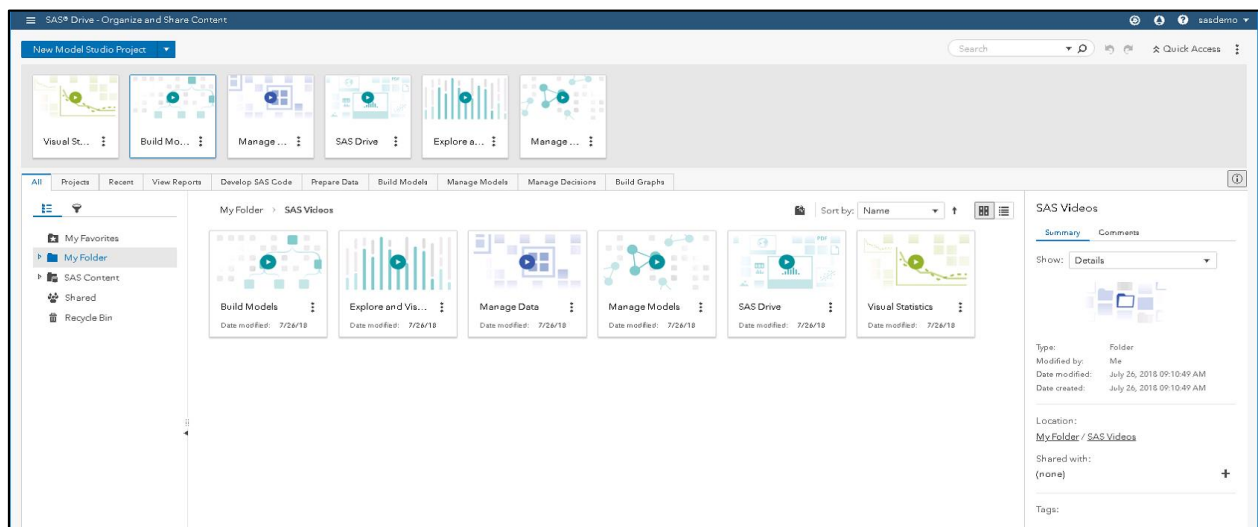 SAS® Drive - Organize and Share Content
sasdemo
New Model Studio Project
Search
Quick Access
Visual St...
Build Mo...
Manage ...
SAS Drive
Explore a...
Manage ...
All
Projects
Recent
View Reports
Develop SAS Code
Prepare Data
Build Models
Manage Models
Manage Decisions
Build Graphs
My Favorites
My Folder
SAS Content
Shared
Recycle Bin
My Folder > SAS Videos
Sort by: Name
Build Models
Date modified: 7/26/18
Explore and Vis...
Date modified: 7/26/18
Manage Data
Date modified: 7/26/18
Manage Models
Date modified: 7/26/18
PDF
SAS Drive
Date modified: 7/26/18
Visual Statistics
Date modified: 7/26/18
SAS Videos
Summary
Comments
Show: Details
Type: Folder
Modified by: Me
Date modified: July 26, 2018 09:10:49 AM
Date created: July 26, 2018 09:10:49 AM
Location:
My Folder / SAS Videos
Shared with:
(none)
Tags: